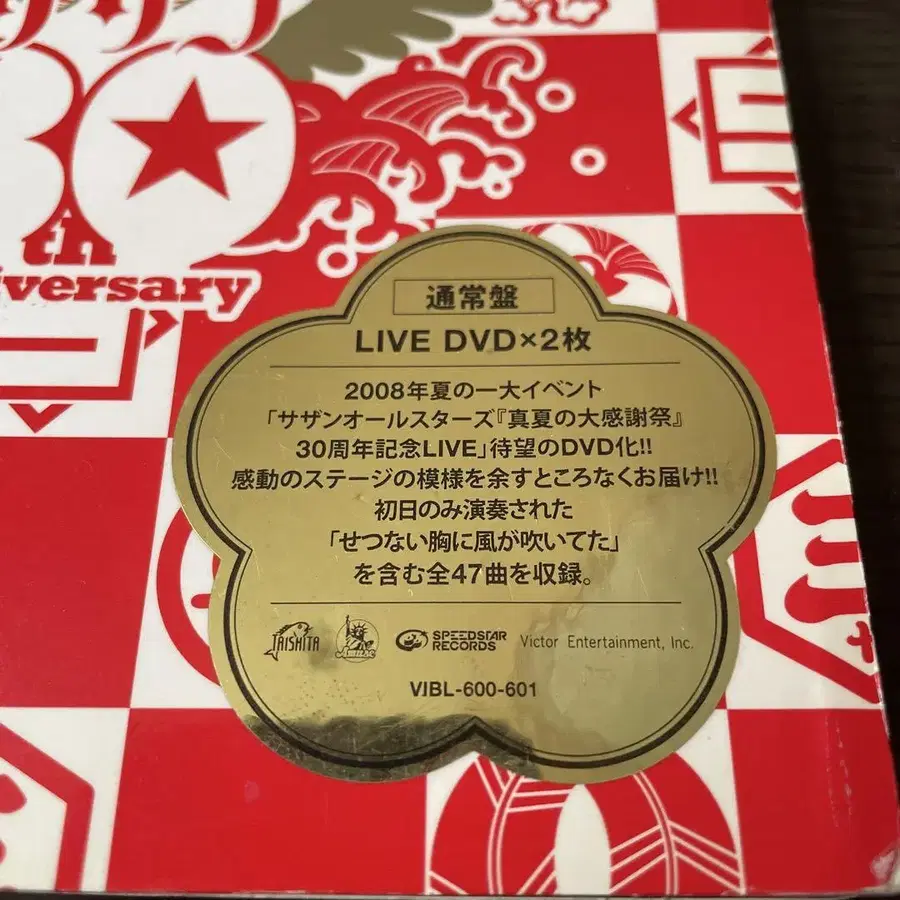 30
th
iversary
通常盤
LIVE DVD×2枚
2008年夏の一大イベント
「サザンオールスターズ『真夏の大感謝祭』
30周年記念LIVE」待望のDVD化!!
感動のステージの模様を余すところなくお届け!!
初日のみ演奏された
「せつない胸に風が吹いてた」
を含む全47曲を収録。
TAISHITA
Amuse
SPEEDSTAR
RECORDS
Victor Entertainment, Inc.
VIBL-600-601